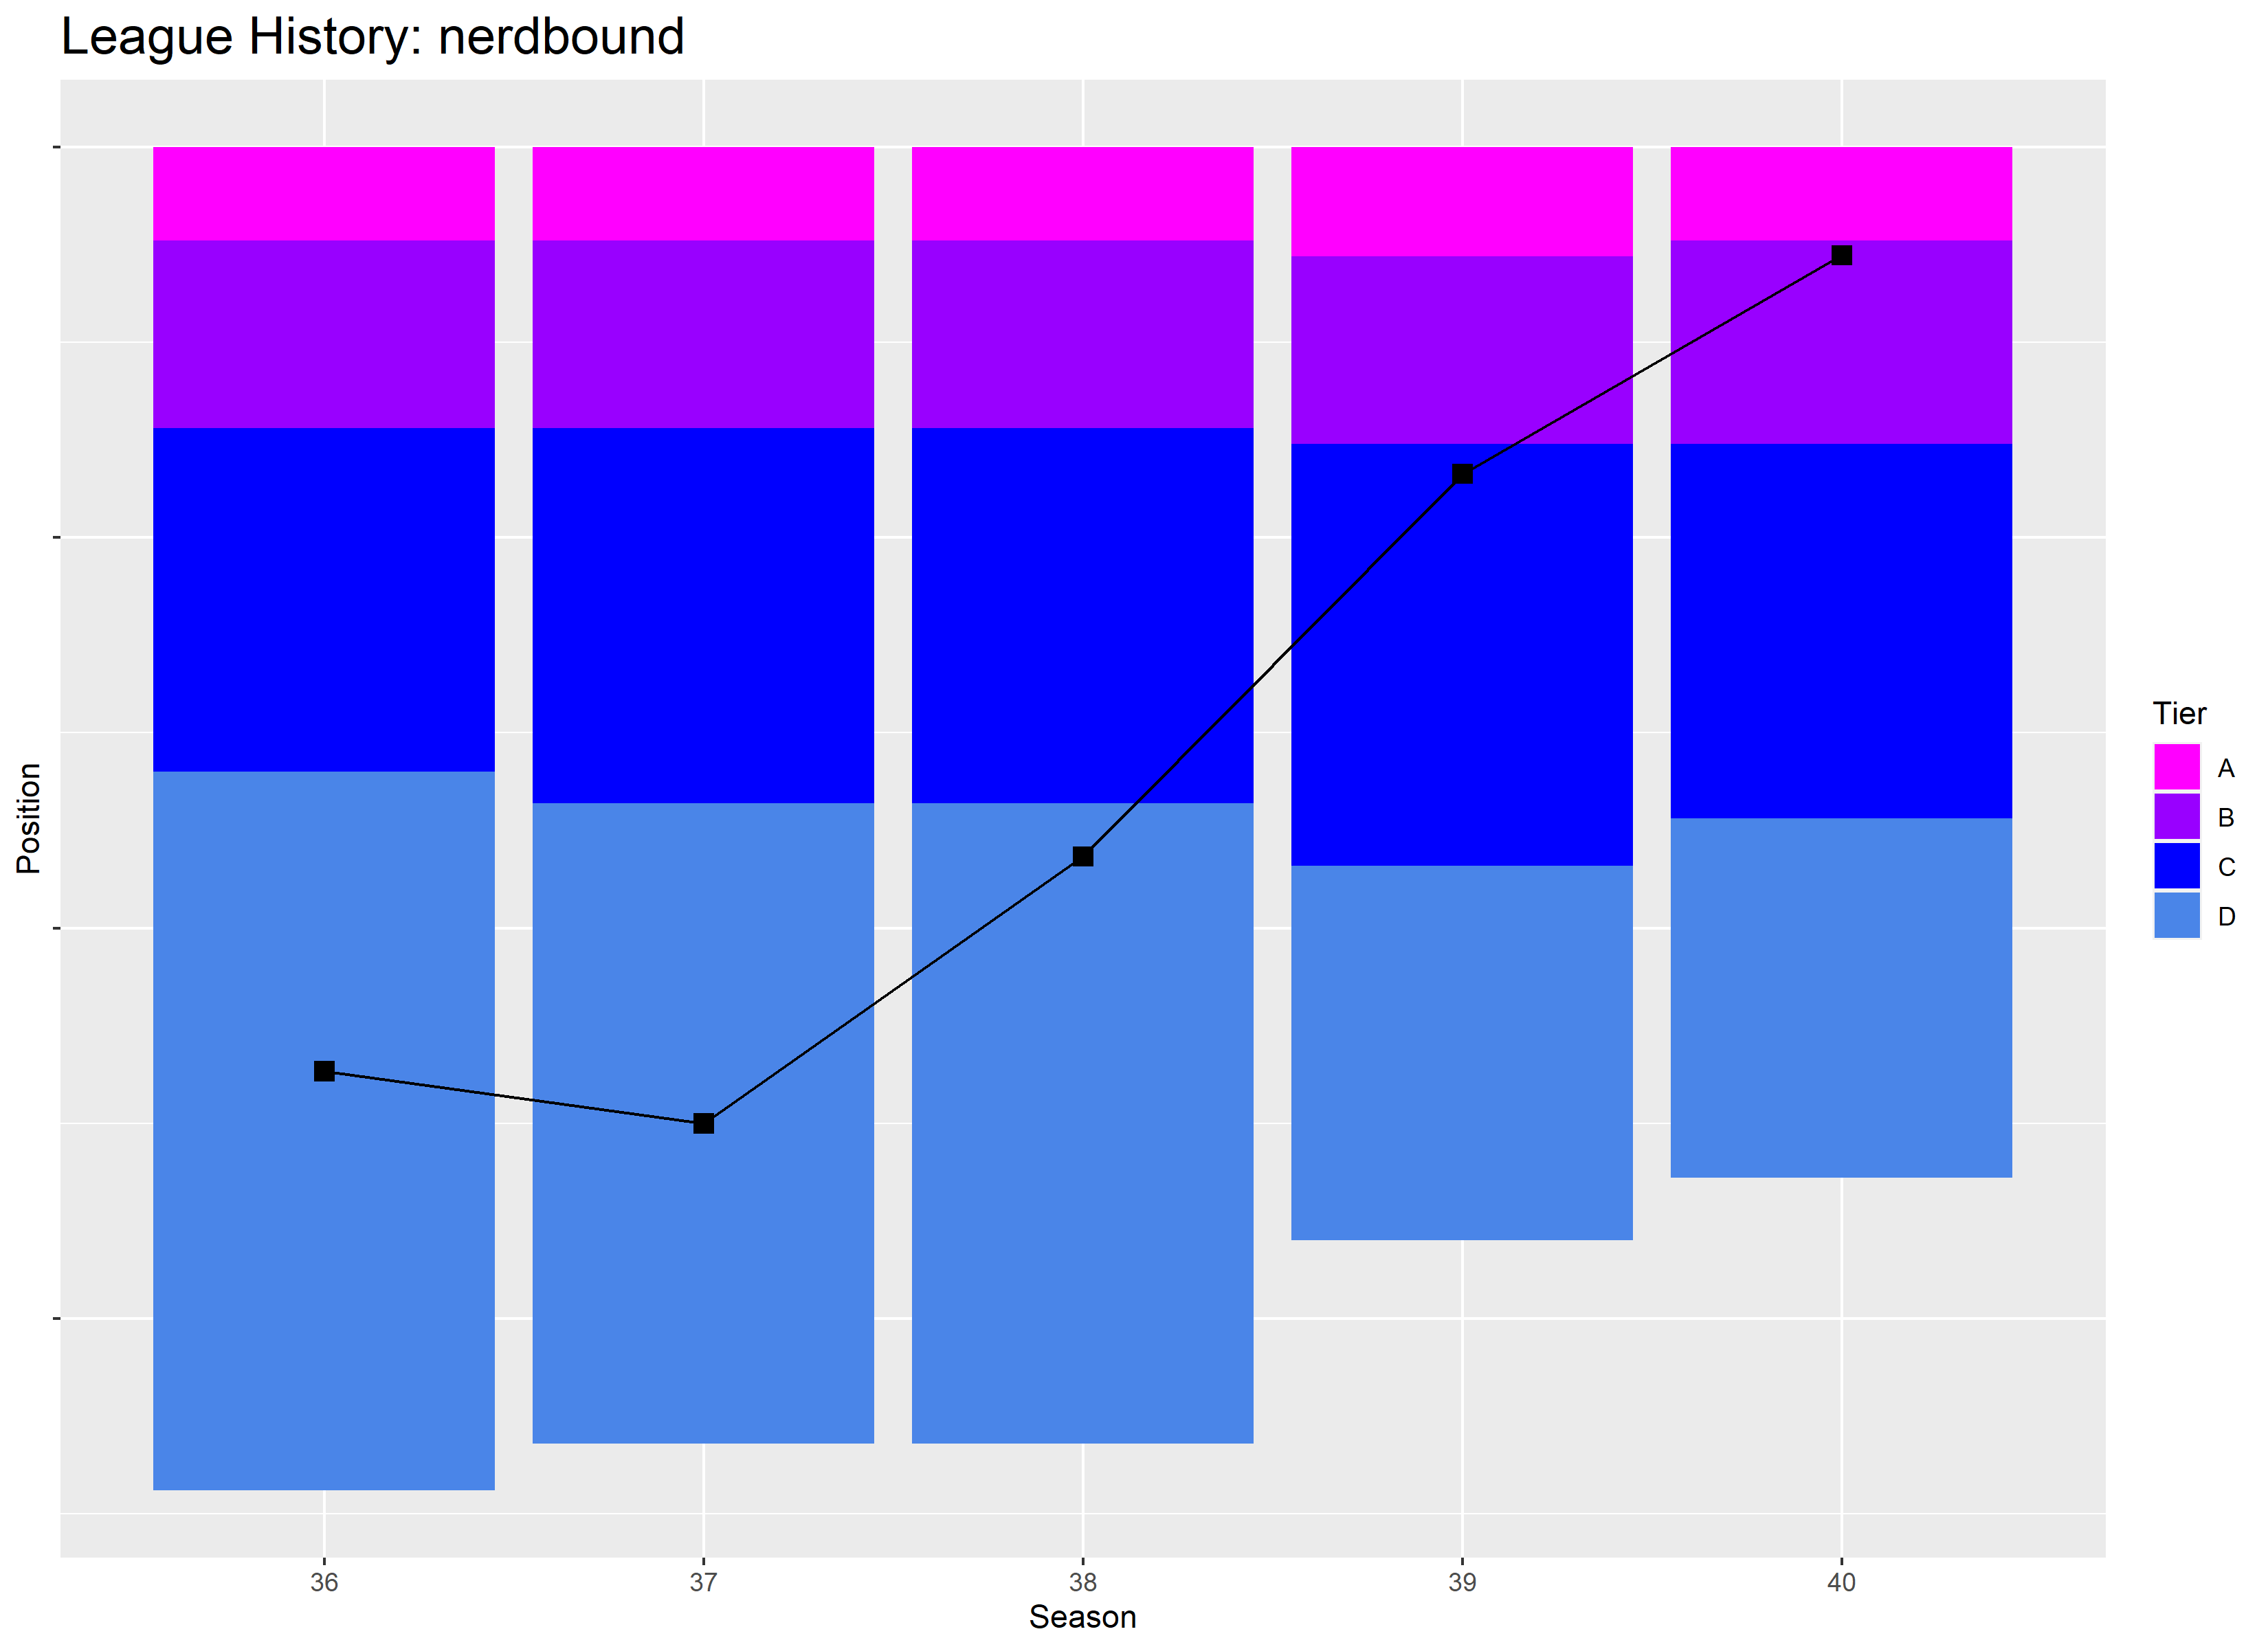 League History: nerdbound
Position
Tier
A
B
C
D
36
37
38
39
40
Season